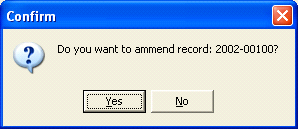 Confirm
Do you want to ammend record: 2002-00100?
Yes
No